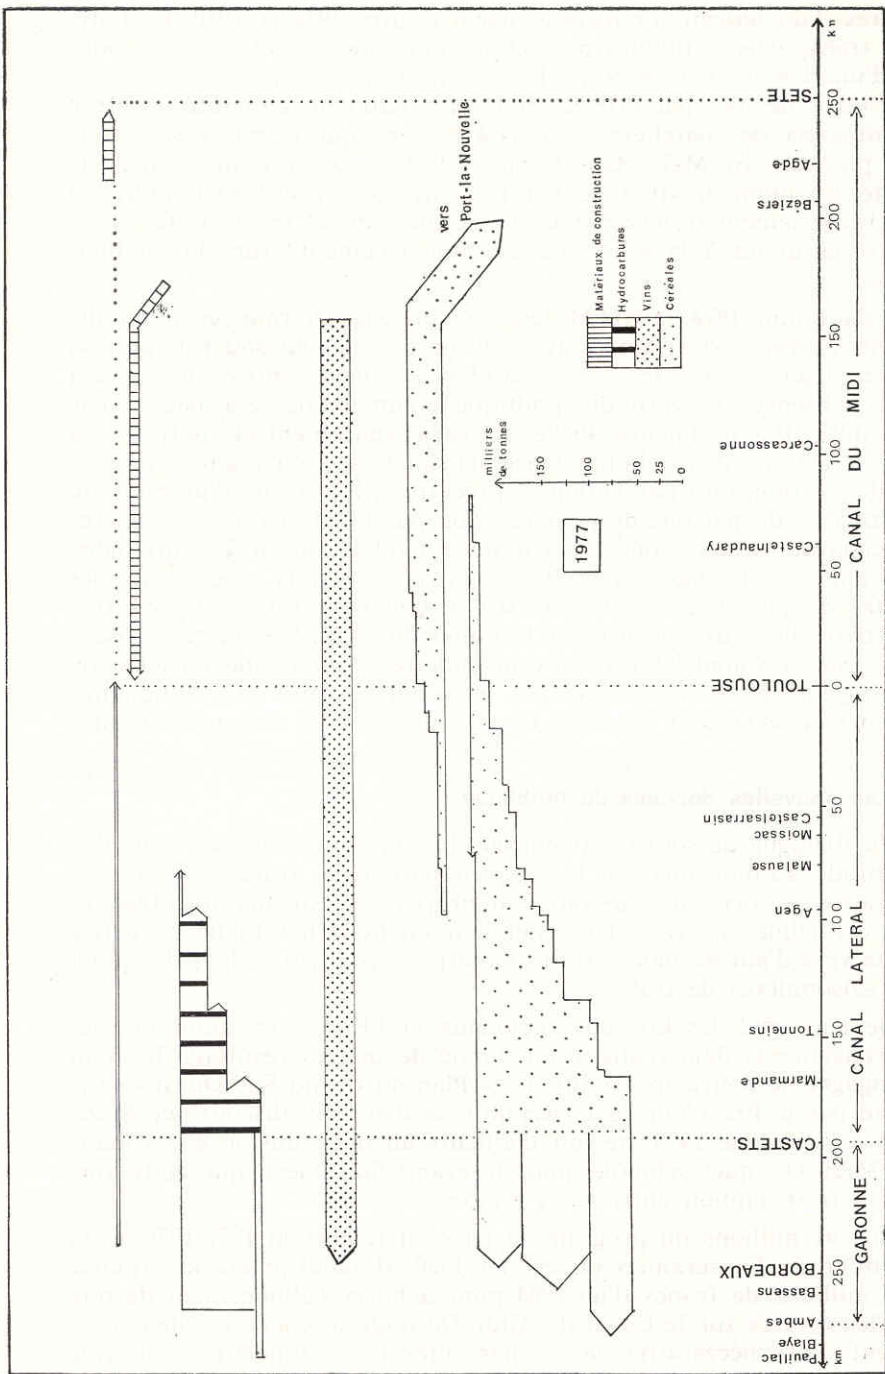 vers
Port-la-Nouvelle
Matériaux de construction
Hydrocarbures
Vins
Céréales
milliers
de tonnes
150
100
50
25
0
1977
Pauillac
Blaye
Ambes
Bassens
BORDEAUX
CASTETS
Marmande
Tonneins
Agen
Malause
Moissac
Castelsarrasin
TOULOUSE
Castelnaudary
Carcassonne
Beziers
Agde
SETE
km 250 200 150 100 50 0 50 100 150 200 250 km
GARONNE CANAL LATERAL CANAL DU MIDI